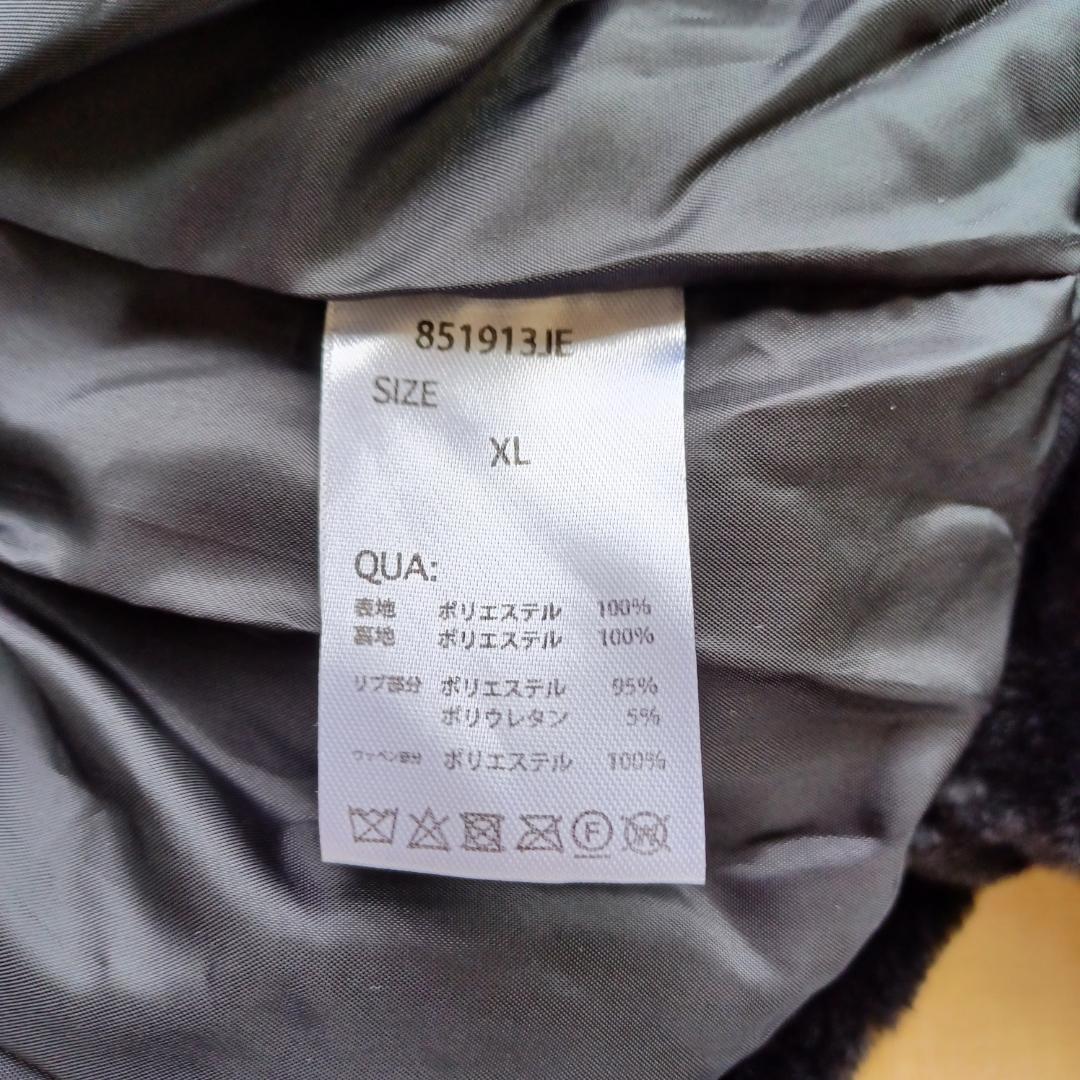 851913JE
SIZE
XL
QUA:
表地 ポリエステル 100%
裏地 ポリエステル 100%
リブ部分 ポリエステル 95%
ポリウレタン 5%
ワッペン部分 ポリエステル 100%
F
W